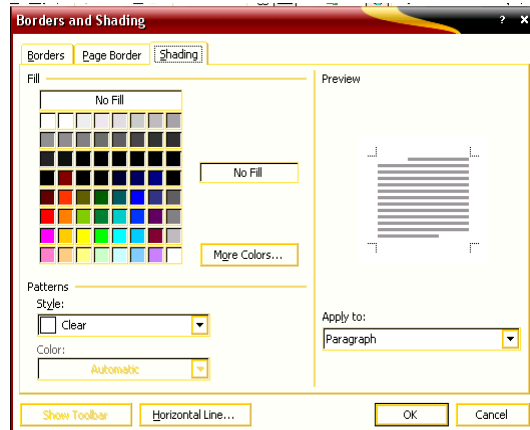 Borders and Shading
Borders Page Border Shading
Fill
Preview
No Fill
No Fill
More Colors...
Patterns
Style:
Clear
Apply to:
Paragraph
Color:
Automatic
Show Toolbar Horizontal Line... OK Cancel